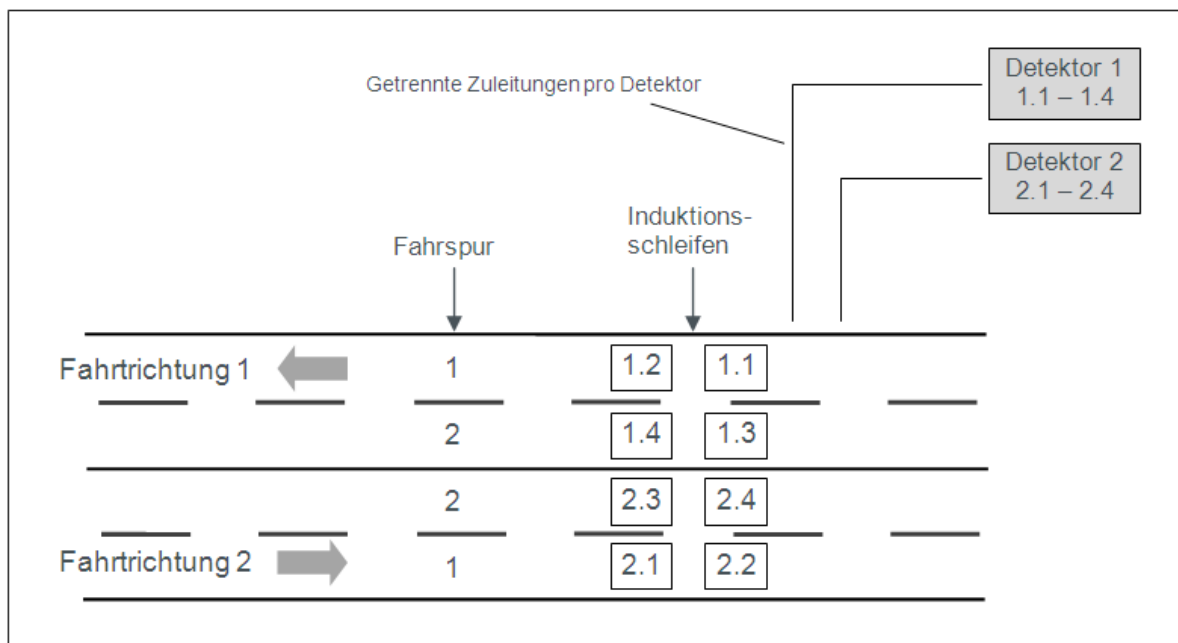 Detektor 1
1.1 – 1.4
Getrennte Zuleitungen pro Detektor
Detektor 2
2.1 – 2.4
Induktions-
schleifen
Fahrspur
Fahrtrichtung 1
1
1.2
1.1
2
1.4
1.3
2
2.3
2.4
Fahrtrichtung 2
1
2.1
2.2